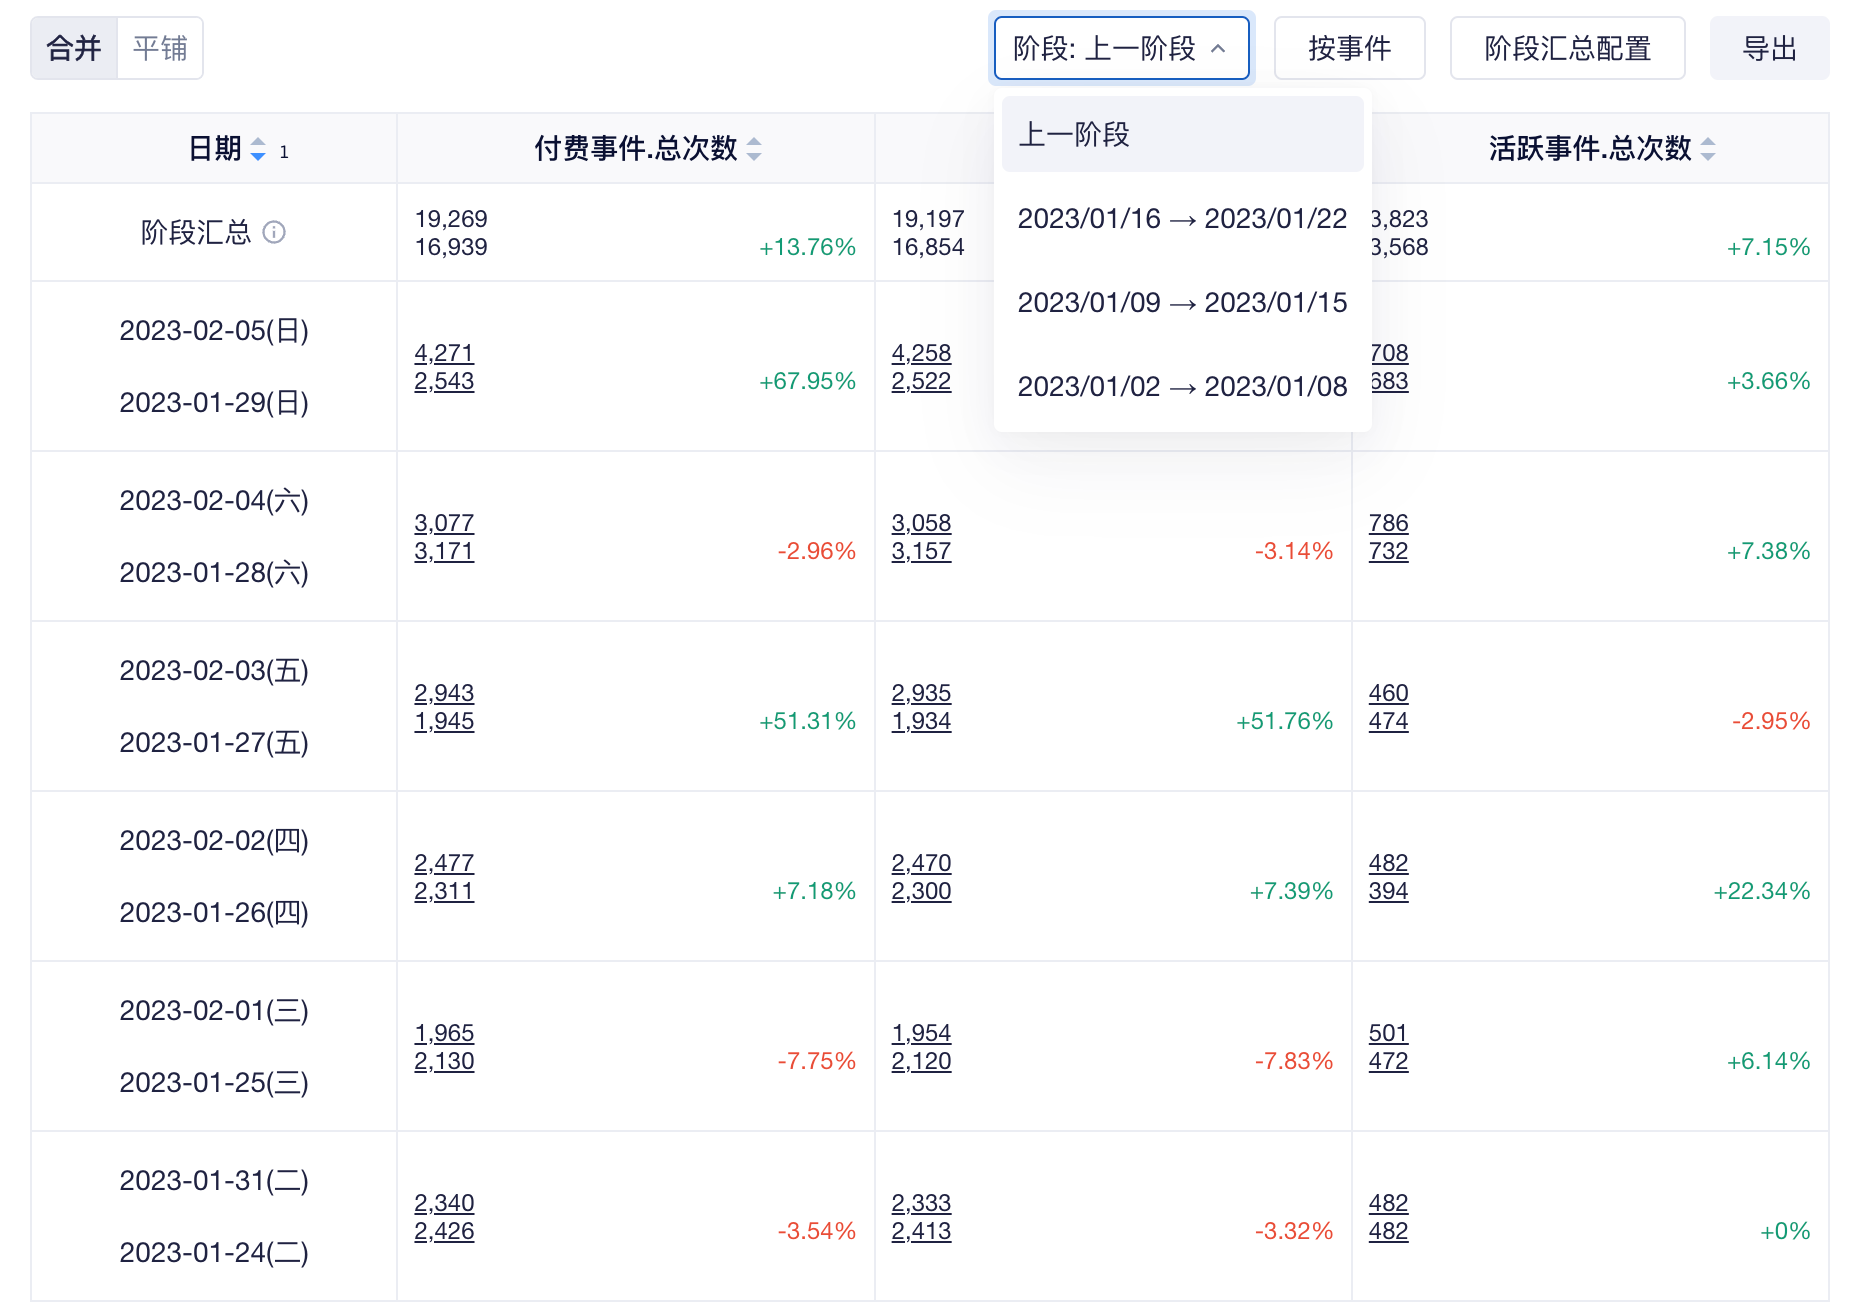 合并 平铺 阶段: 上一阶段 按事件 阶段汇总配置 导出
上一阶段
2023/01/16 → 2023/01/22
2023/01/09 → 2023/01/15
2023/01/02 → 2023/01/08
日期 1 付费事件.总次数 活跃事件.总次数
阶段汇总 19,269 19,197 3,823
16,939 +13.76% 16,854 3,568 +7.15%
2023-02-05(日)
4,271 4,258 708
2,543 +67.95% 2,522 683 +3.66%
2023-01-29(日)
2023-02-04(六)
3,077 3,058 786
3,171 -2.96% 3,157 -3.14% 732 +7.38%
2023-01-28(六)
2023-02-03(五)
2,943 2,935 460
1,945 +51.31% 1,934 +51.76% 474 -2.95%
2023-01-27(五)
2023-02-02(四)
2,477 2,470 482
2,311 +7.18% 2,300 +7.39% 394 +22.34%
2023-01-26(四)
2023-02-01(三)
1,965 1,954 501
2,130 -7.75% 2,120 -7.83% 472 +6.14%
2023-01-25(三)
2023-01-31(二)
2,340 2,333 482
2,426 -3.54% 2,413 -3.32% 482 +0%
2023-01-24(二)